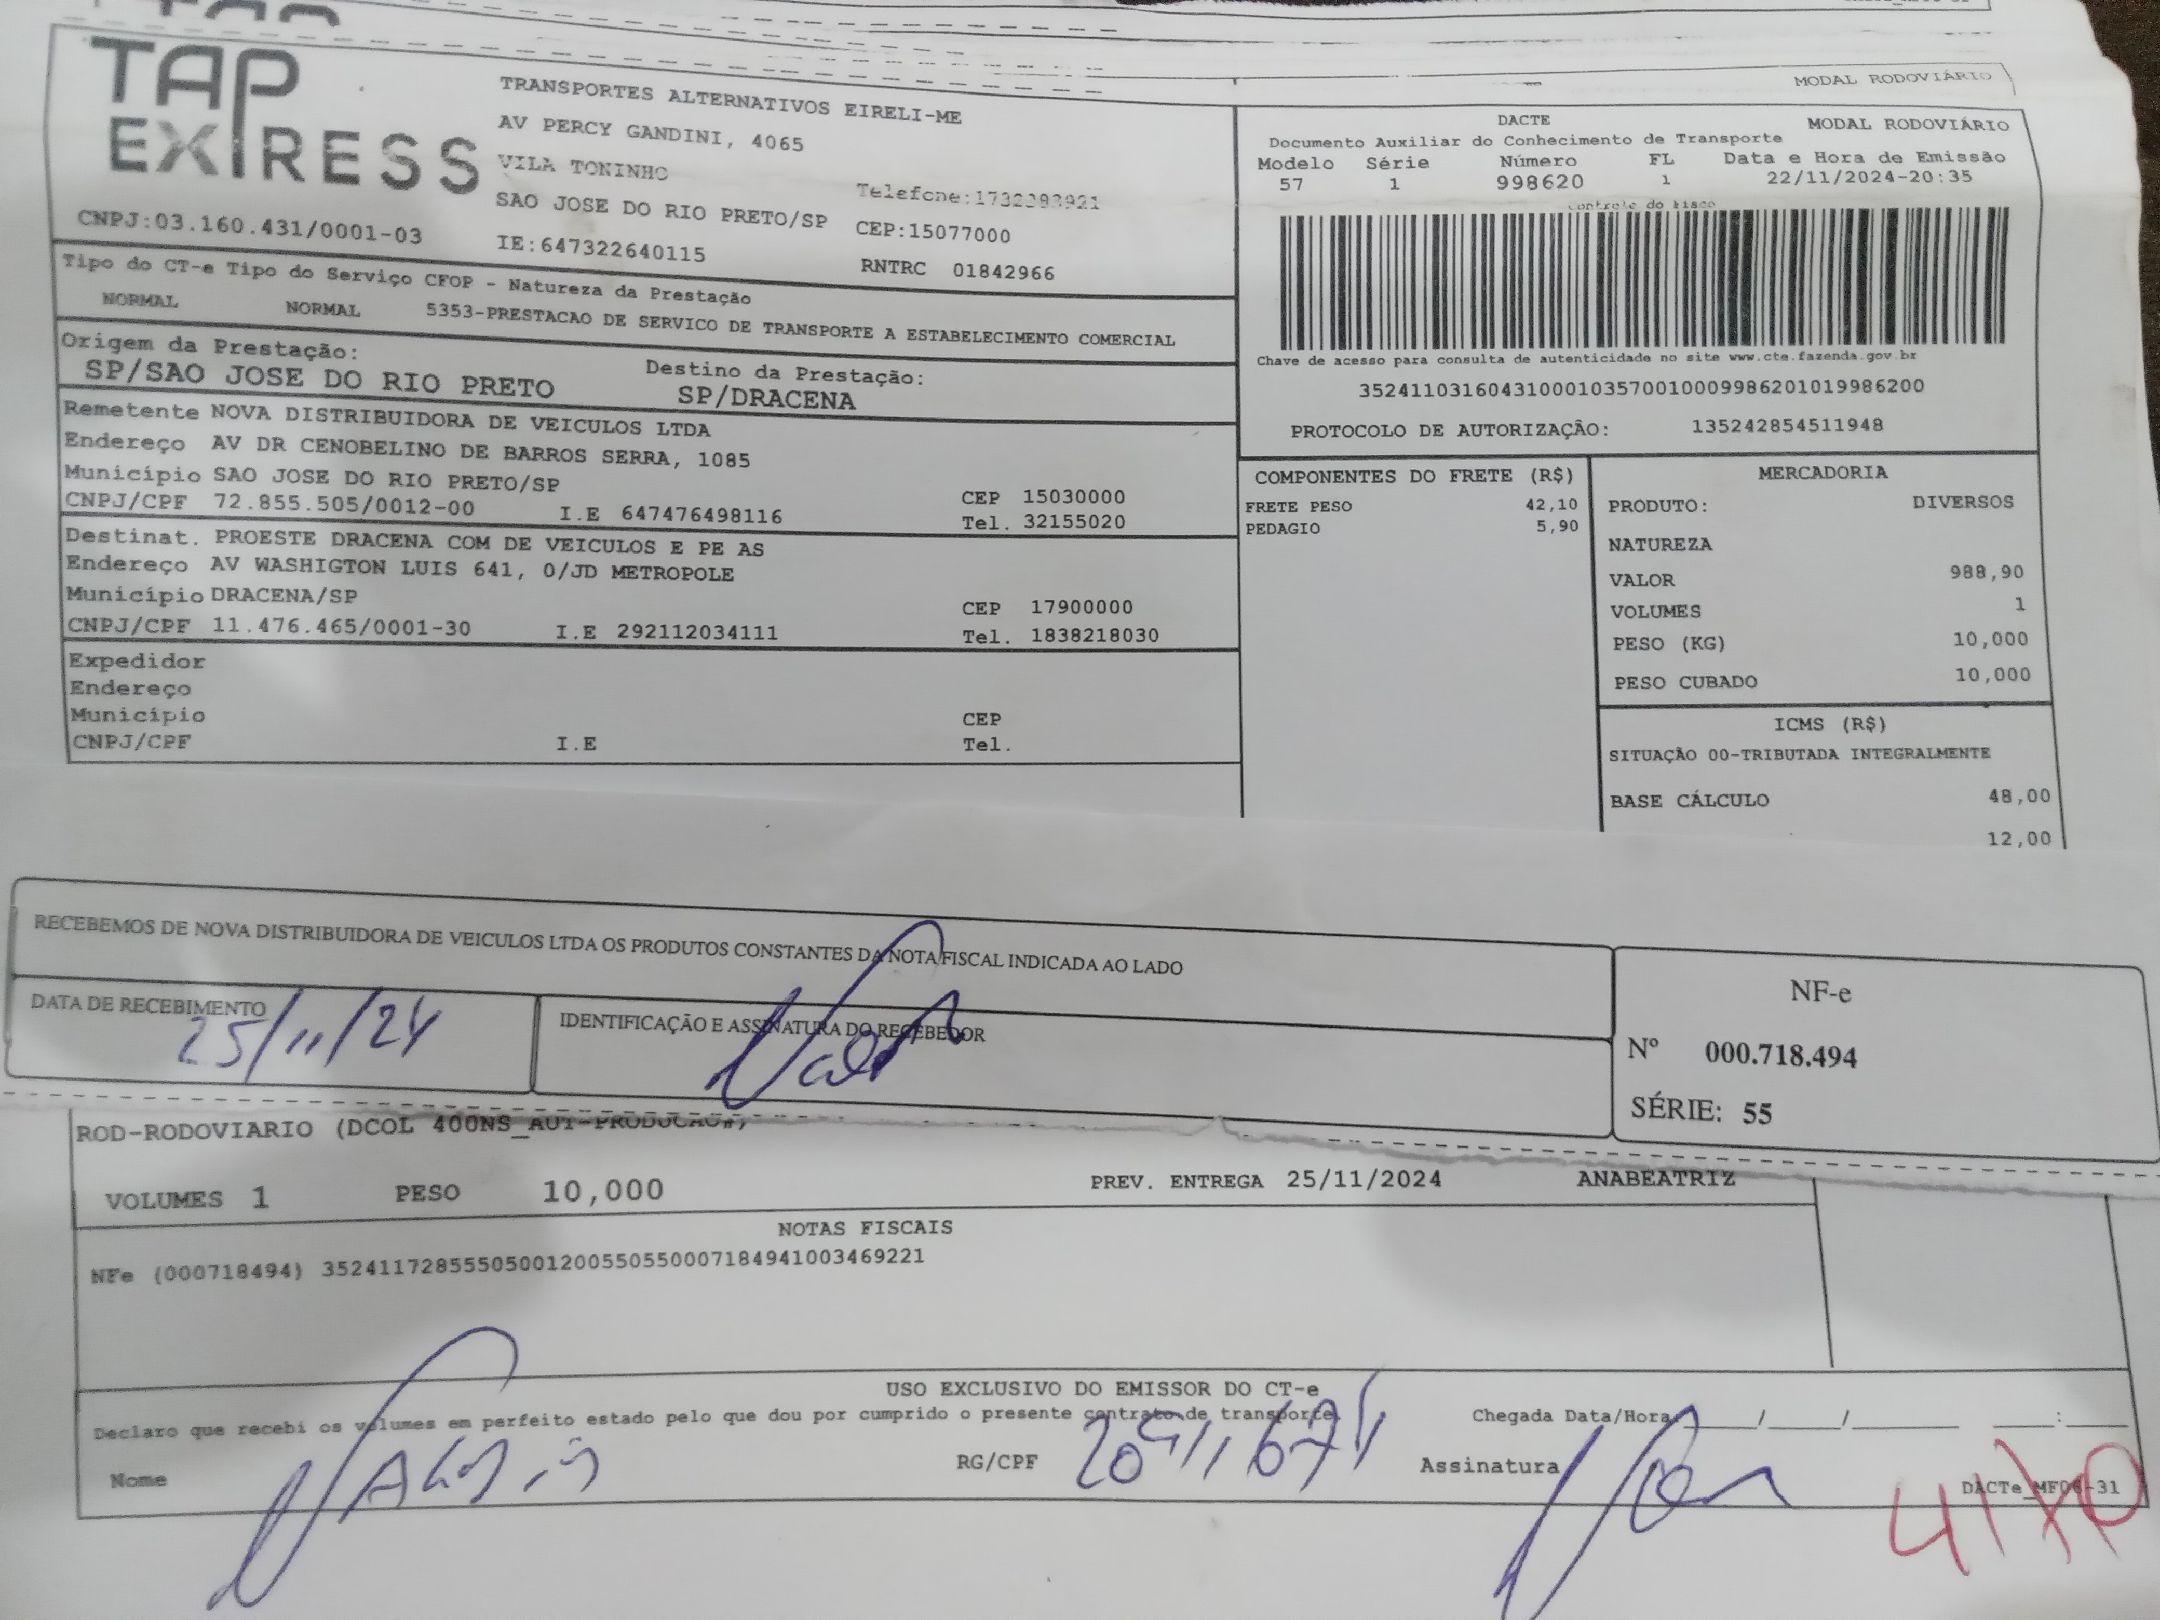 TAP
EXPRESS
TRANSPORTES ALTERNATIVOS EIRELI-ME
AV PERCY GANDINI, 4065
VILA TONINHO
SAO JOSE DO RIO PRETO/SP
CEP:15077000
CNPJ:03.160.431/0001-03
IE:647322640115
RNTRC 01842966
MODAL RODOVIÁRIO
DACTE
MODAL RODOVIÁRIO
Documento Auxiliar do Conhecimento de Transporte
Modelo Série Número FL Data e Hora de Emissão
57 1 998620 1 22/11/2024-20:35
controle do fisco
Chave de acesso para consulta de autenticidade no site www.cte.fazenda.gov.br
35241103160431000103570010009986201019986200
PROTOCOLO DE AUTORIZAÇÃO: 135242854511948
Tipo do CT-e Tipo do Serviço CFOP - Natureza da Prestação
NORMAL NORMAL 5353-PRESTACAO DE SERVICO DE TRANSPORTE A ESTABELECIMENTO COMERCIAL
Origem da Prestação: Destino da Prestação:
SP/SAO JOSE DO RIO PRETO SP/DRACENA
Remetente NOVA DISTRIBUIDORA DE VEICULOS LTDA
Endereço AV DR CENOBELINO DE BARROS SERRA, 1085
Município SAO JOSE DO RIO PRETO/SP CEP 15030000
CNPJ/CPF 72.855.505/0012-00 I.E 647476498116 Tel. 32155020
Destinat. PROESTE DRACENA COM DE VEICULOS E PE AS
Endereço AV WASHIGTON LUIS 641, 0/JD METROPOLE
Município DRACENA/SP CEP 17900000
CNPJ/CPF 11.476.465/0001-30 I.E 292112034111 Tel. 1838218030
Expedidor
Endereço
Município CEP
CNPJ/CPF I.E Tel.
COMPONENTES DO FRETE (R$)
FRETE PESO 42,10
PEDAGIO 5,90
MERCADORIA
PRODUTO: DIVERSOS
NATUREZA
VALOR 988,90
VOLUMES 1
PESO (KG) 10,000
PESO CUBADO 10,000
ICMS (R$)
SITUAÇÃO 00-TRIBUTADA INTEGRALMENTE
BASE CÁLCULO 48,00
12,00
RECEBEMOS DE NOVA DISTRIBUIDORA DE VEICULOS LTDA OS PRODUTOS CONSTANTES DA NOTA FISCAL INDICADA AO LADO
DATA DE RECEBIMENTO
25/11/24
IDENTIFICAÇÃO E ASSINATURA DO RECEBEDOR
NF-e
Nº 000.718.494
SÉRIE: 55
ROD-RODOVIARIO (DCOL 400NS_AUT-PRODUCAO#)
VOLUMES 1 PESO 10,000 PREV. ENTREGA 25/11/2024 ANABEATRIZ
NOTAS FISCAIS
NFe (000718494) 35241172855505001200550550007184941003469221
USO EXCLUSIVO DO EMISSOR DO CT-e
Declaro que recebi os volumes em perfeito estado pelo que dou por cumprido o presente contrato de transporte. Chegada Data/Hora ___/___/___ __:__
Nome RG/CPF Assinatura
DACTe_MF06-31